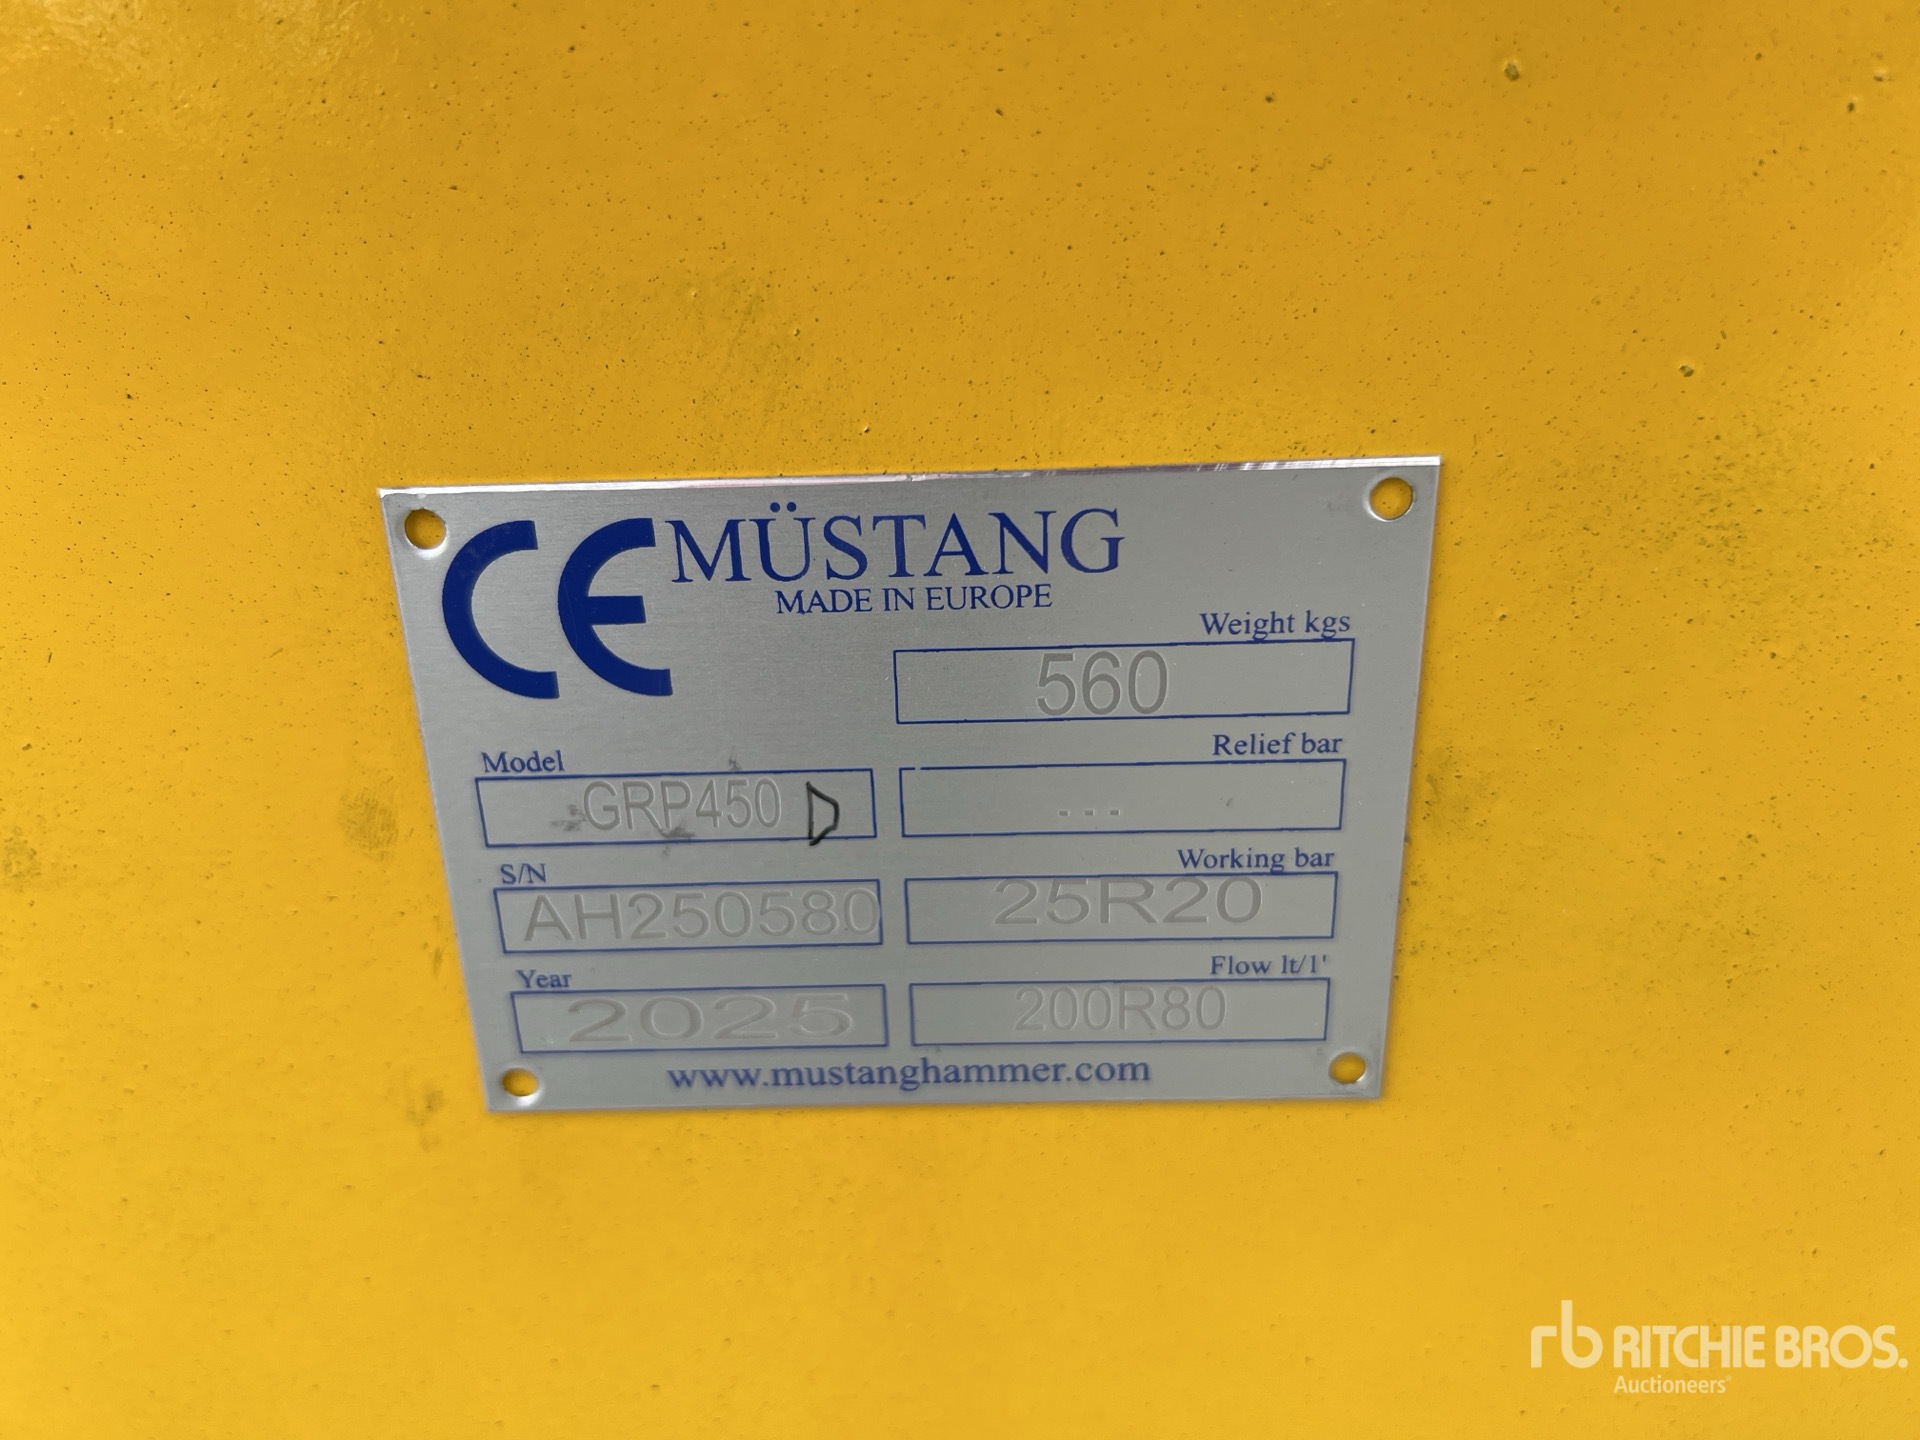 CE MÜSTANG
MADE IN EUROPE
Weight kgs
560
Model
GRP450 D
Relief bar
---
S/N
AH250580
Working bar
25R20
Year
2025
Flow lt/1'
200R80
www.mustanghammer.com
rb RITCHIE BROS.
Auctioneers